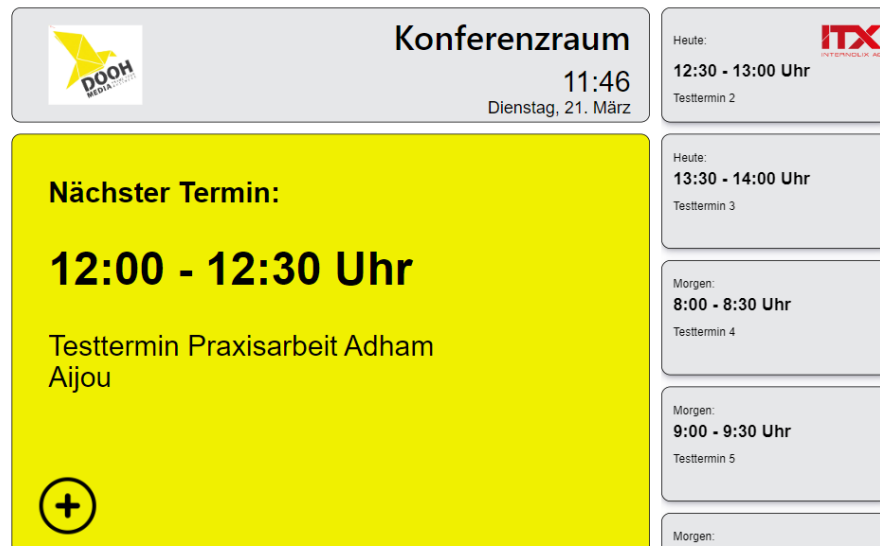 DOOH
MEDIA
Konferenzraum
11:46
Dienstag, 21. März
Nächster Termin:
12:00 - 12:30 Uhr
Testtermin Praxisarbeit Adham
Aijou
Heute:
ITX
12:30 - 13:00 Uhr
Testtermin 2
Heute:
13:30 - 14:00 Uhr
Testtermin 3
Morgen:
8:00 - 8:30 Uhr
Testtermin 4
Morgen:
9:00 - 9:30 Uhr
Testtermin 5
Morgen: